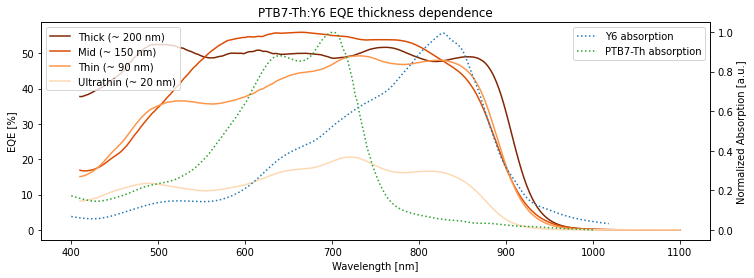 PTB7-Th:Y6 EQE thickness dependence
Thick (~ 200 nm)
Mid (~ 150 nm)
Thin (~ 90 nm)
Ultrathin (~ 20 nm)
Y6 absorption
PTB7-Th absorption
EQE [%]
50
40
30
20
10
0
Normalized Absorption [a.u.]
1.0
0.8
0.6
0.4
0.2
0.0
400 500 600 700 800 900 1000 1100
Wavelength [nm]